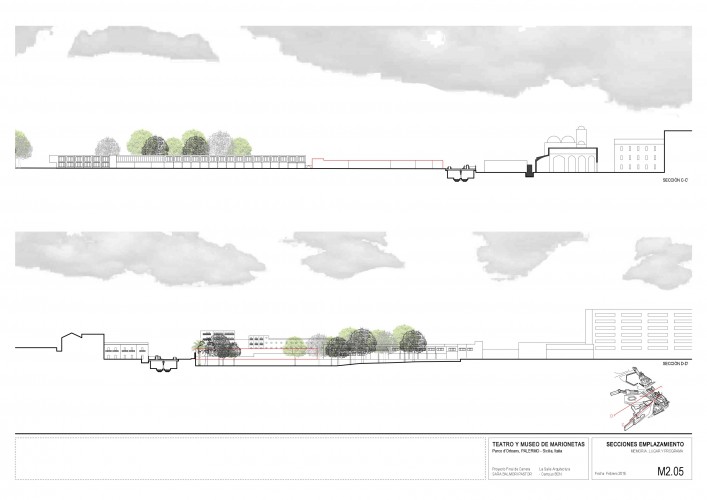 SECCIÓN C-C'
SECCIÓN D-D'
TEATRO Y MUSEO DE MARIONETAS
Parco d'Orleans, PALERMO - Sicilia, Italia
Proyecto Final de Carrera
La Salle Arquitectura
SARA PALMER PASTOR
Campus BCN
SECCIONES EMPLAZAMIENTO
MEMORIA: LUGAR Y PROGRAMA
Fecha: Febrero 2016
M2.05